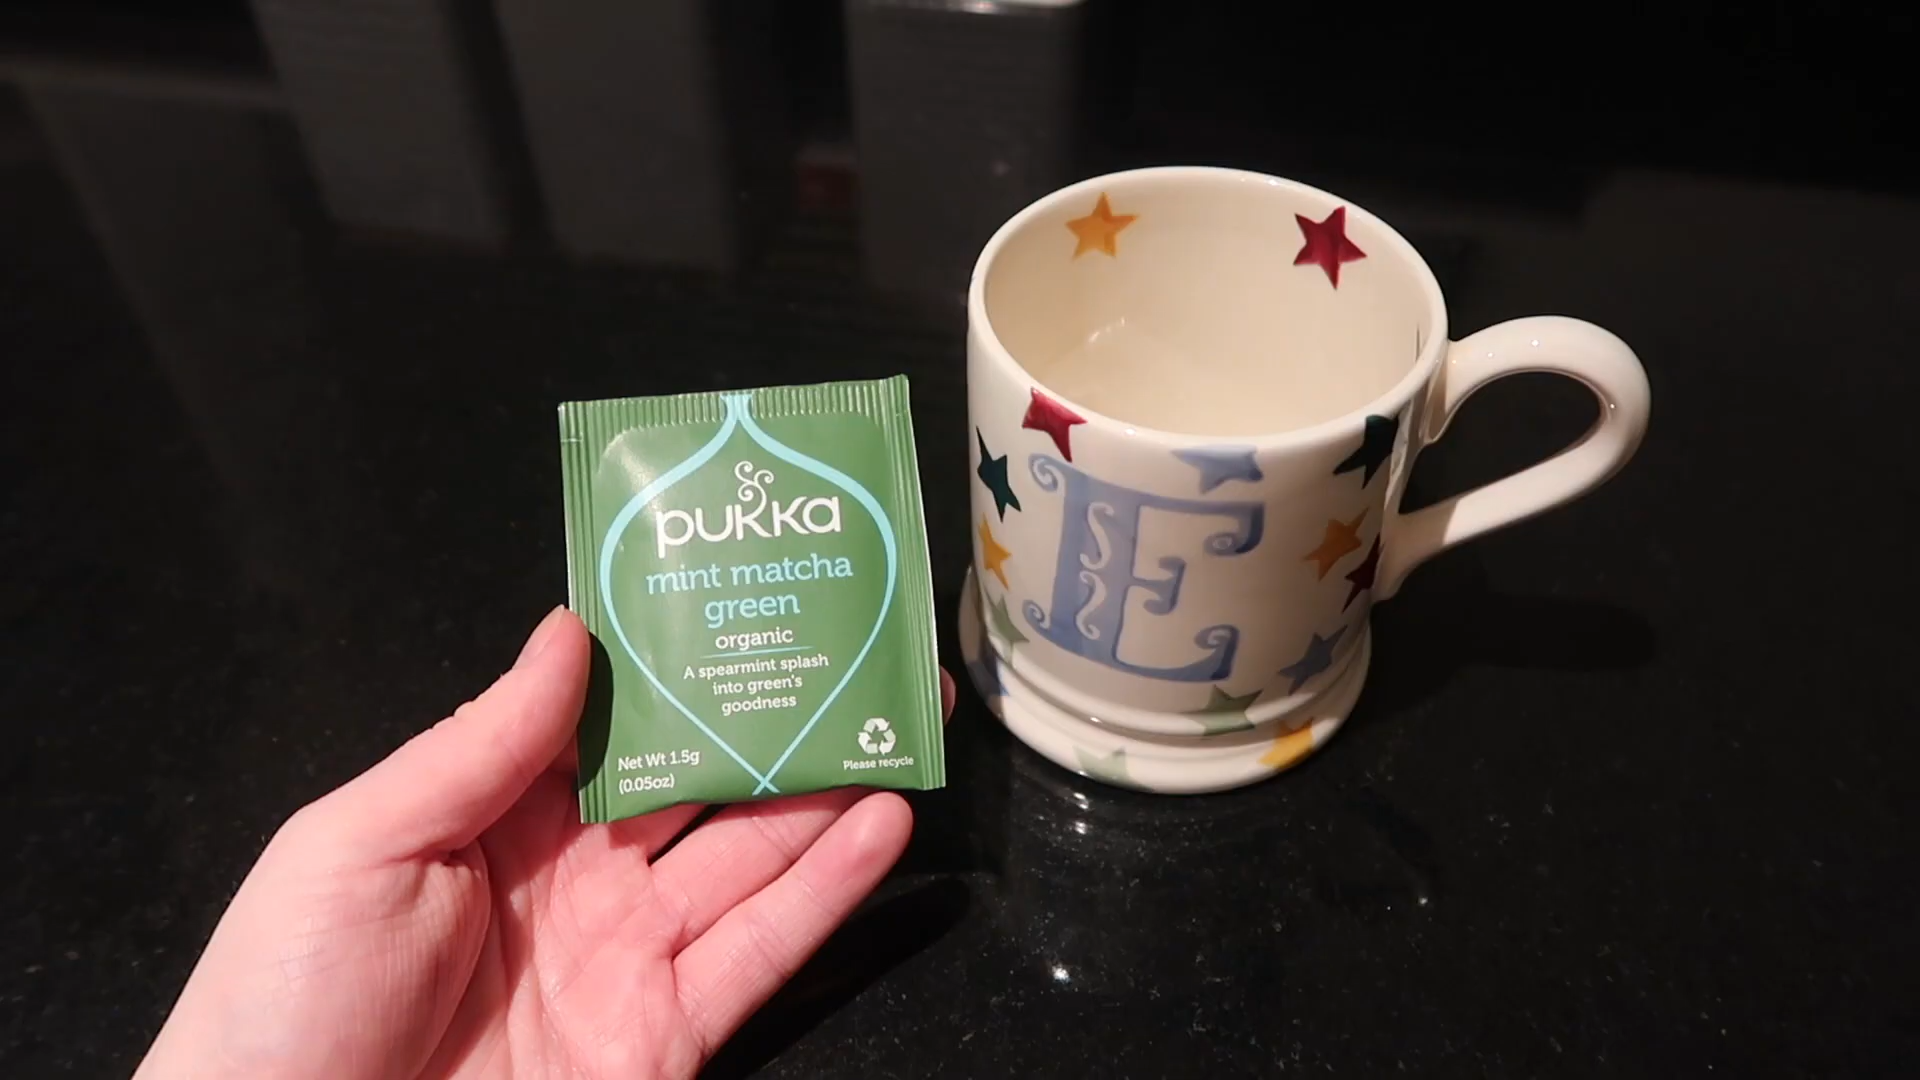 pukka
mint matcha
green
organic
A spearmint splash
into green's
goodness
Net Wt 1.5g
(0.05oz)
Please recycle
E